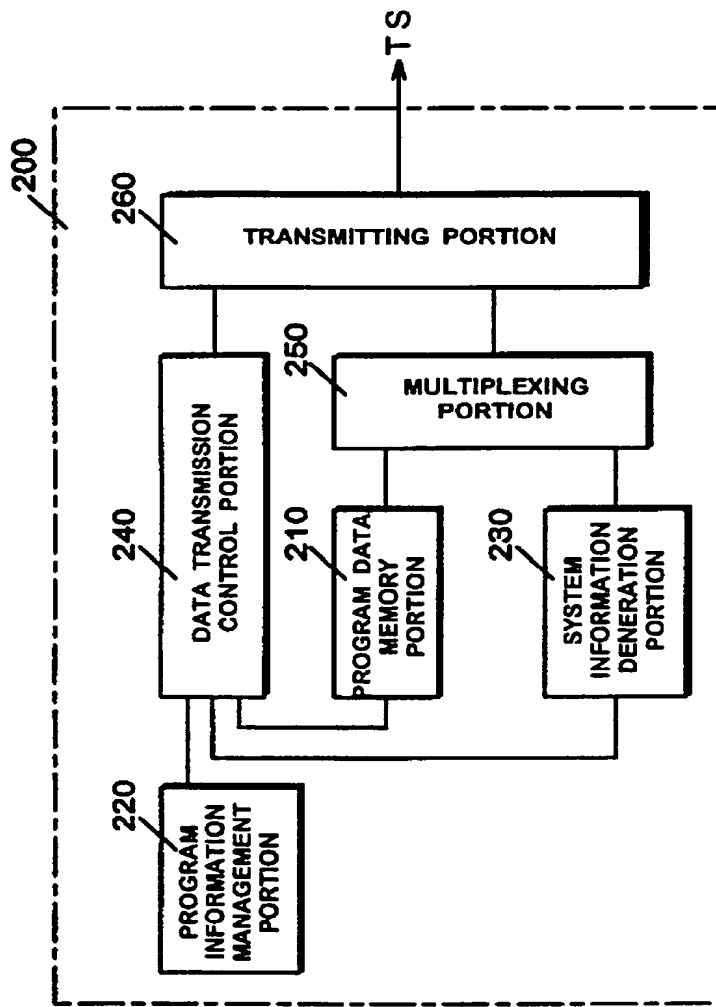 200
220
PROGRAM
INFORMATION
MANAGEMENT
PORTION
240
DATA TRANSMISSION
CONTROL PORTION
210
PROGRAM DATA
MEMORY
PORTION
230
SYSTEM
INFORMATION
DENERATION
PORTION
250
MULTIPLEXING
PORTION
260
TRANSMITTING PORTION
TS